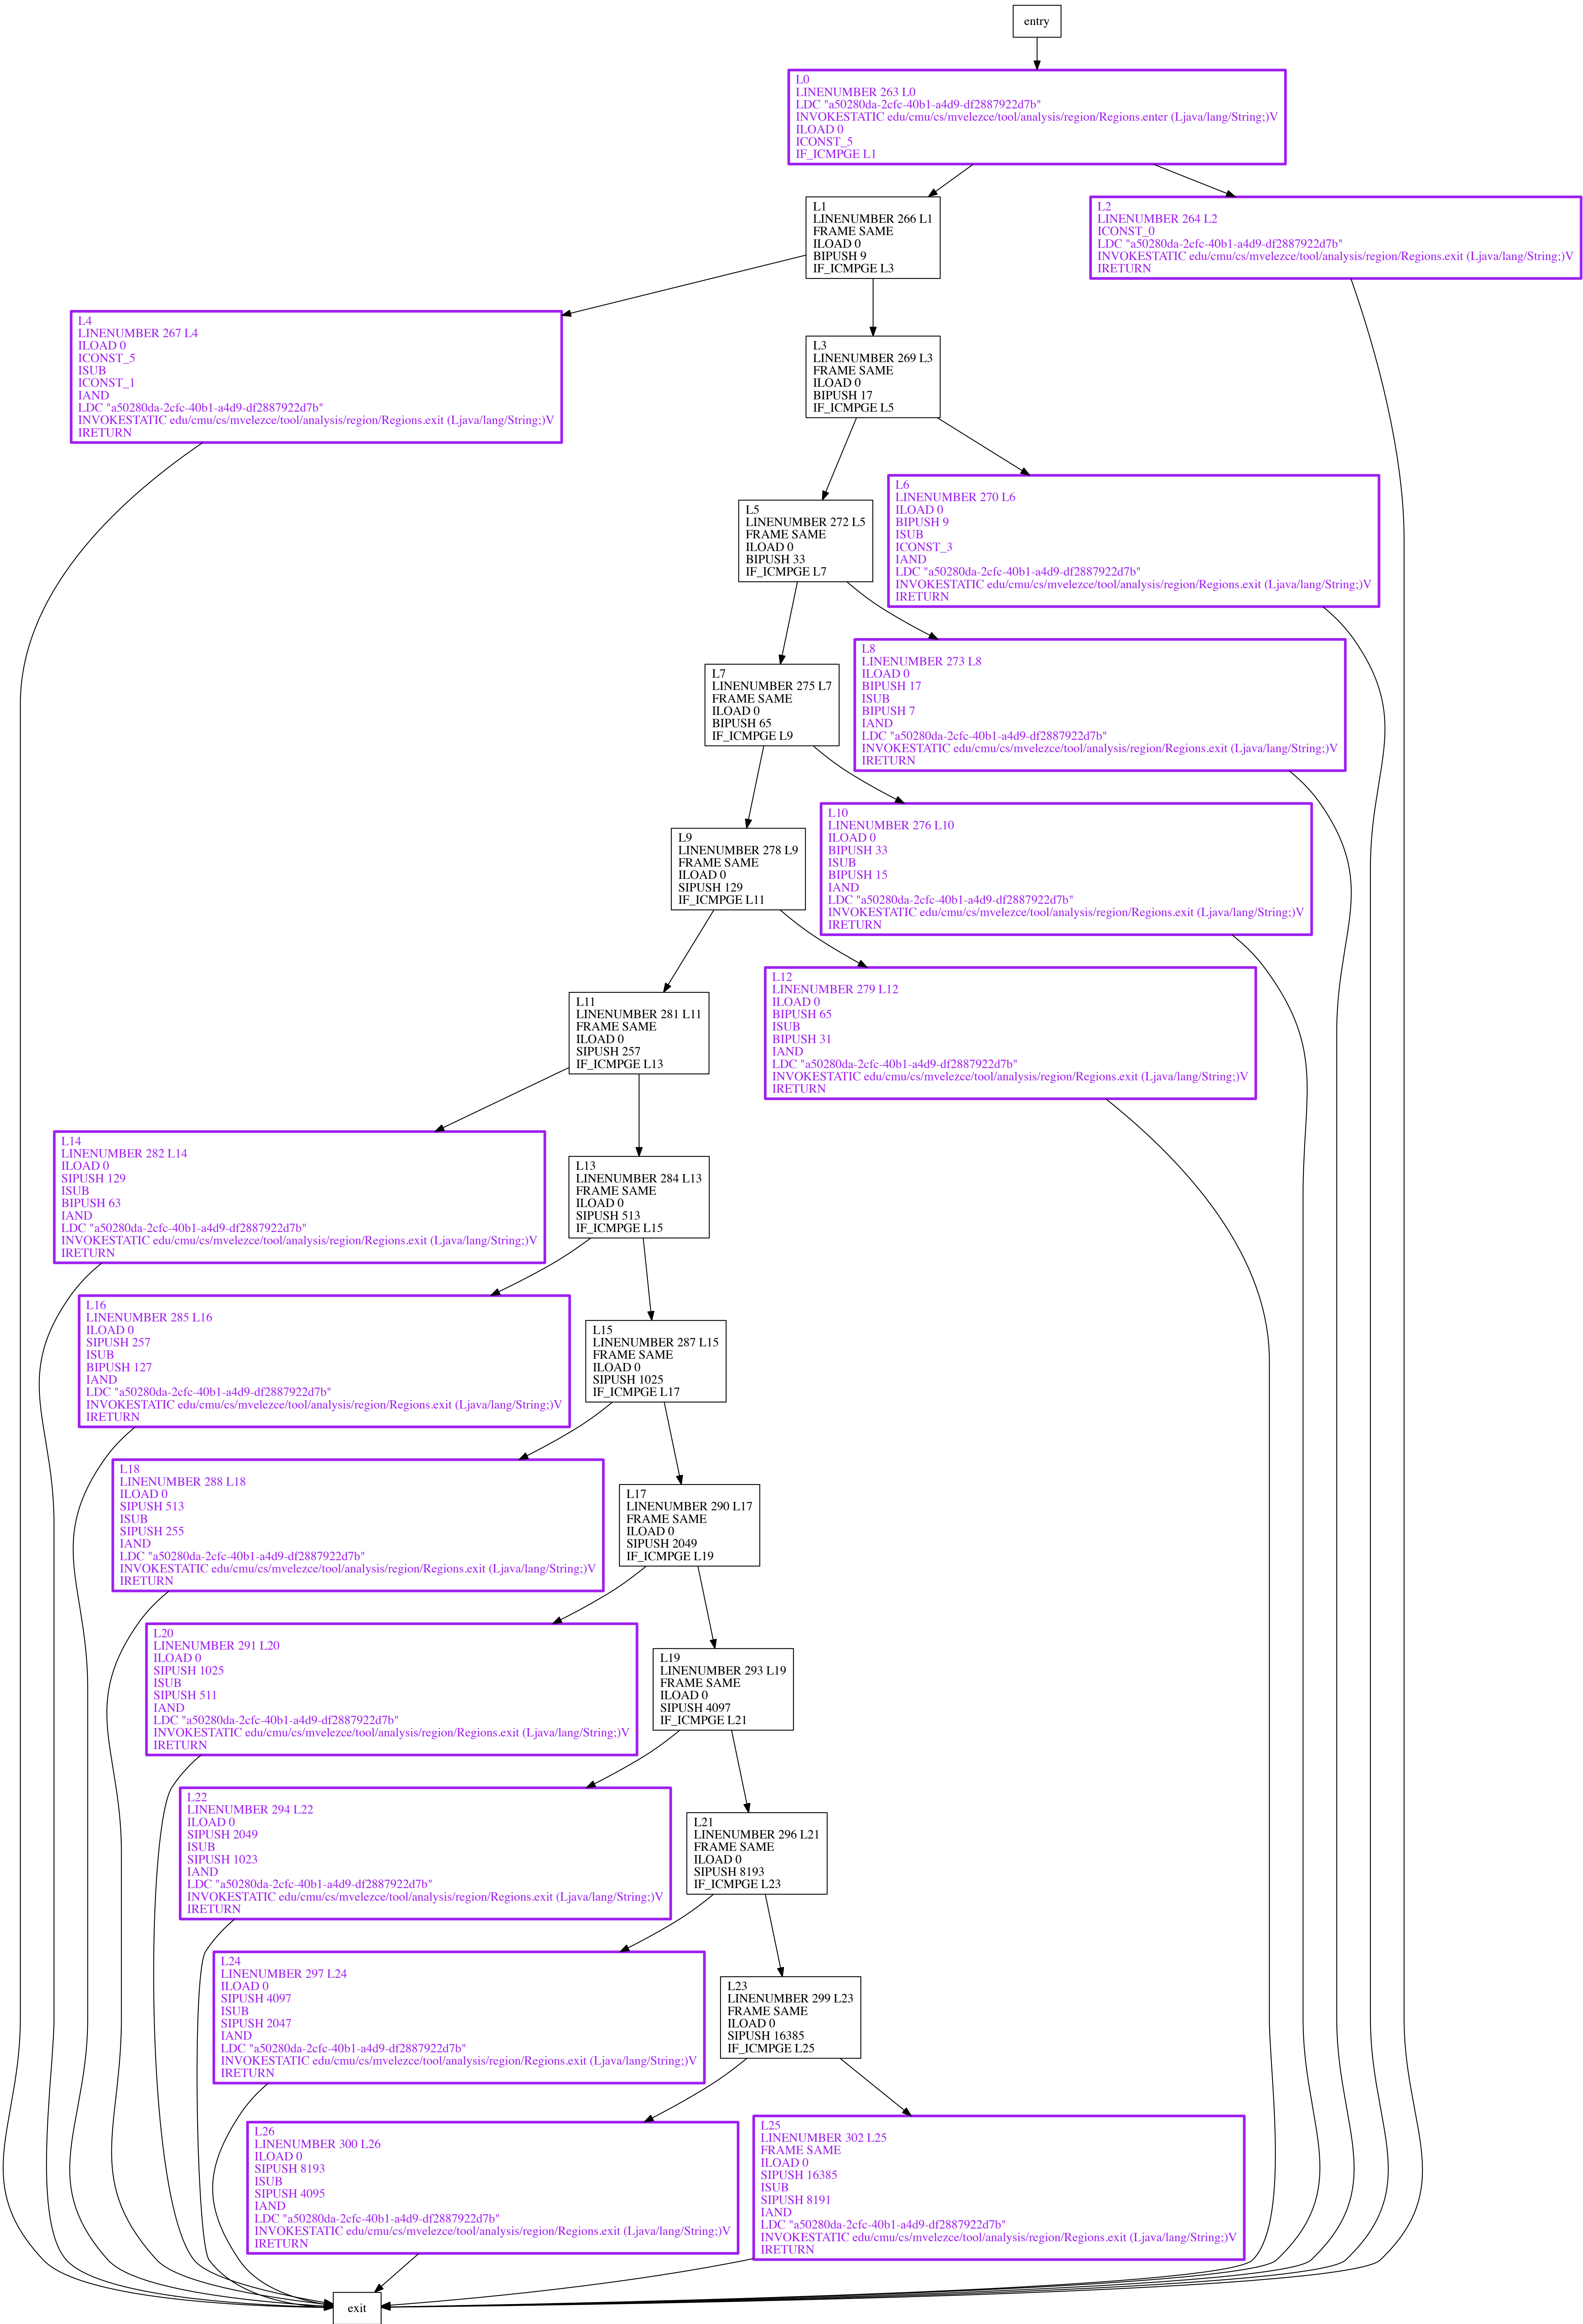 entry
L0
LINENUMBER 263 L0
LDC "a50280da-2cfc-40b1-a4d9-df2887922d7b"
INVOKESTATIC edu/cmu/cs/mvelezce/tool/analysis/region/Regions.enter (Ljava/lang/String;)V
ILOAD 0
ICONST_5
IF_ICMPGE L1
L1
LINENUMBER 266 L1
FRAME SAME
ILOAD 0
BIPUSH 9
IF_ICMPGE L3
L2
LINENUMBER 264 L2
ICONST_0
LDC "a50280da-2cfc-40b1-a4d9-df2887922d7b"
INVOKESTATIC edu/cmu/cs/mvelezce/tool/analysis/region/Regions.exit (Ljava/lang/String;)V
IRETURN
L4
LINENUMBER 267 L4
ILOAD 0
ICONST_5
ISUB
ICONST_1
IAND
LDC "a50280da-2cfc-40b1-a4d9-df2887922d7b"
INVOKESTATIC edu/cmu/cs/mvelezce/tool/analysis/region/Regions.exit (Ljava/lang/String;)V
IRETURN
L3
LINENUMBER 269 L3
FRAME SAME
ILOAD 0
BIPUSH 17
IF_ICMPGE L5
L5
LINENUMBER 272 L5
FRAME SAME
ILOAD 0
BIPUSH 33
IF_ICMPGE L7
L6
LINENUMBER 270 L6
ILOAD 0
BIPUSH 9
ISUB
ICONST_3
IAND
LDC "a50280da-2cfc-40b1-a4d9-df2887922d7b"
INVOKESTATIC edu/cmu/cs/mvelezce/tool/analysis/region/Regions.exit (Ljava/lang/String;)V
IRETURN
L7
LINENUMBER 275 L7
FRAME SAME
ILOAD 0
BIPUSH 65
IF_ICMPGE L9
L8
LINENUMBER 273 L8
ILOAD 0
BIPUSH 17
ISUB
BIPUSH 7
IAND
LDC "a50280da-2cfc-40b1-a4d9-df2887922d7b"
INVOKESTATIC edu/cmu/cs/mvelezce/tool/analysis/region/Regions.exit (Ljava/lang/String;)V
IRETURN
L9
LINENUMBER 278 L9
FRAME SAME
ILOAD 0
SIPUSH 129
IF_ICMPGE L11
L10
LINENUMBER 276 L10
ILOAD 0
BIPUSH 33
ISUB
BIPUSH 15
IAND
LDC "a50280da-2cfc-40b1-a4d9-df2887922d7b"
INVOKESTATIC edu/cmu/cs/mvelezce/tool/analysis/region/Regions.exit (Ljava/lang/String;)V
IRETURN
L11
LINENUMBER 281 L11
FRAME SAME
ILOAD 0
SIPUSH 257
IF_ICMPGE L13
L12
LINENUMBER 279 L12
ILOAD 0
BIPUSH 65
ISUB
BIPUSH 31
IAND
LDC "a50280da-2cfc-40b1-a4d9-df2887922d7b"
INVOKESTATIC edu/cmu/cs/mvelezce/tool/analysis/region/Regions.exit (Ljava/lang/String;)V
IRETURN
L14
LINENUMBER 282 L14
ILOAD 0
SIPUSH 129
ISUB
BIPUSH 63
IAND
LDC "a50280da-2cfc-40b1-a4d9-df2887922d7b"
INVOKESTATIC edu/cmu/cs/mvelezce/tool/analysis/region/Regions.exit (Ljava/lang/String;)V
IRETURN
L13
LINENUMBER 284 L13
FRAME SAME
ILOAD 0
SIPUSH 513
IF_ICMPGE L15
L16
LINENUMBER 285 L16
ILOAD 0
SIPUSH 257
ISUB
BIPUSH 127
IAND
LDC "a50280da-2cfc-40b1-a4d9-df2887922d7b"
INVOKESTATIC edu/cmu/cs/mvelezce/tool/analysis/region/Regions.exit (Ljava/lang/String;)V
IRETURN
L15
LINENUMBER 287 L15
FRAME SAME
ILOAD 0
SIPUSH 1025
IF_ICMPGE L17
L18
LINENUMBER 288 L18
ILOAD 0
SIPUSH 513
ISUB
SIPUSH 255
IAND
LDC "a50280da-2cfc-40b1-a4d9-df2887922d7b"
INVOKESTATIC edu/cmu/cs/mvelezce/tool/analysis/region/Regions.exit (Ljava/lang/String;)V
IRETURN
L17
LINENUMBER 290 L17
FRAME SAME
ILOAD 0
SIPUSH 2049
IF_ICMPGE L19
L20
LINENUMBER 291 L20
ILOAD 0
SIPUSH 1025
ISUB
SIPUSH 511
IAND
LDC "a50280da-2cfc-40b1-a4d9-df2887922d7b"
INVOKESTATIC edu/cmu/cs/mvelezce/tool/analysis/region/Regions.exit (Ljava/lang/String;)V
IRETURN
L19
LINENUMBER 293 L19
FRAME SAME
ILOAD 0
SIPUSH 4097
IF_ICMPGE L21
L22
LINENUMBER 294 L22
ILOAD 0
SIPUSH 2049
ISUB
SIPUSH 1023
IAND
LDC "a50280da-2cfc-40b1-a4d9-df2887922d7b"
INVOKESTATIC edu/cmu/cs/mvelezce/tool/analysis/region/Regions.exit (Ljava/lang/String;)V
IRETURN
L21
LINENUMBER 296 L21
FRAME SAME
ILOAD 0
SIPUSH 8193
IF_ICMPGE L23
L24
LINENUMBER 297 L24
ILOAD 0
SIPUSH 4097
ISUB
SIPUSH 2047
IAND
LDC "a50280da-2cfc-40b1-a4d9-df2887922d7b"
INVOKESTATIC edu/cmu/cs/mvelezce/tool/analysis/region/Regions.exit (Ljava/lang/String;)V
IRETURN
L23
LINENUMBER 299 L23
FRAME SAME
ILOAD 0
SIPUSH 16385
IF_ICMPGE L25
L26
LINENUMBER 300 L26
ILOAD 0
SIPUSH 8193
ISUB
SIPUSH 4095
IAND
LDC "a50280da-2cfc-40b1-a4d9-df2887922d7b"
INVOKESTATIC edu/cmu/cs/mvelezce/tool/analysis/region/Regions.exit (Ljava/lang/String;)V
IRETURN
L25
LINENUMBER 302 L25
FRAME SAME
ILOAD 0
SIPUSH 16385
ISUB
SIPUSH 8191
IAND
LDC "a50280da-2cfc-40b1-a4d9-df2887922d7b"
INVOKESTATIC edu/cmu/cs/mvelezce/tool/analysis/region/Regions.exit (Ljava/lang/String;)V
IRETURN
exit